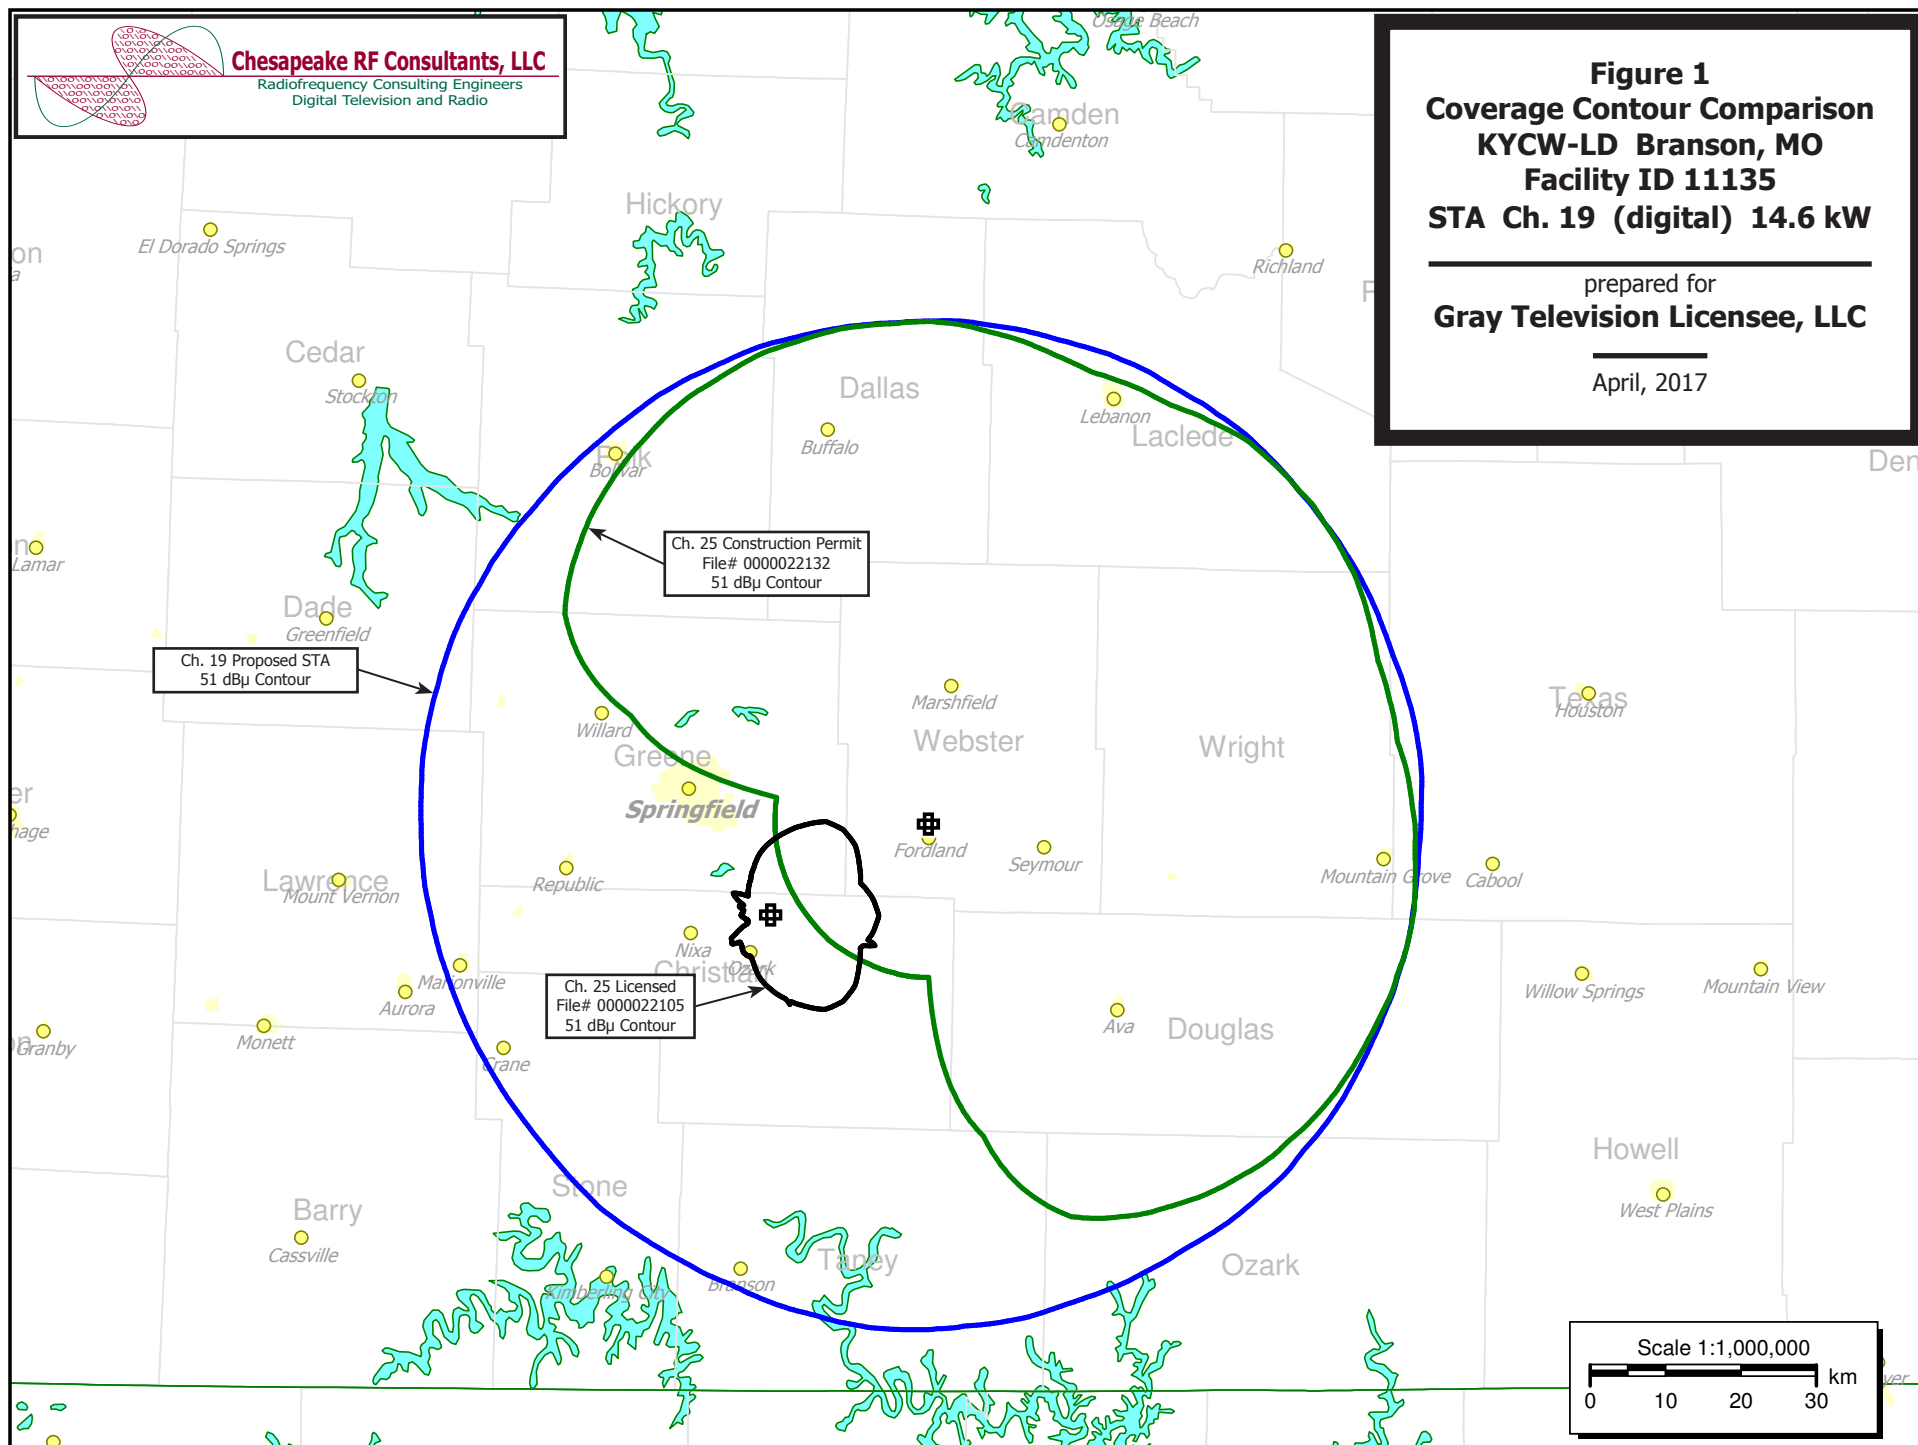 Chesapeake RF Consultants, LLC
Radiofrequency Consulting Engineers
Digital Television and Radio
Figure 1
Coverage Contour Comparison
KYCW-LD Branson, MO
Facility ID 11135
STA Ch. 19 (digital) 14.6 kW
prepared for
Gray Television Licensee, LLC
April, 2017
Osage Beach
Camden
Camdenton
Hickory
El Dorado Springs
on
a
Richland
P
Cedar
Stockton
Dallas
Buffalo
Lebanon
Laclede
Polk
Bolivar
Den
n
Lamar
Ch. 25 Construction Permit
File# 0000022132
51 dBµ Contour
Dade
Greenfield
Ch. 19 Proposed STA
51 dBµ Contour
Marshfield
Webster
Texas
Houston
Willard
Greene
Wright
Springfield
er
hage
Fordland
Seymour
Mountain Grove
Cabool
Republic
Lawrence
Mount Vernon
Nixa
Ozark
Christian
Marionville
Aurora
Ch. 25 Licensed
File# 0000022105
51 dBµ Contour
Willow Springs
Mountain View
Ava
Douglas
on
Granby
Monett
Crane
Howell
Stone
Barry
Cassville
West Plains
Taney
Ozark
Kimberling City
Branson
Scale 1:1,000,000
km
0 10 20 30
yer